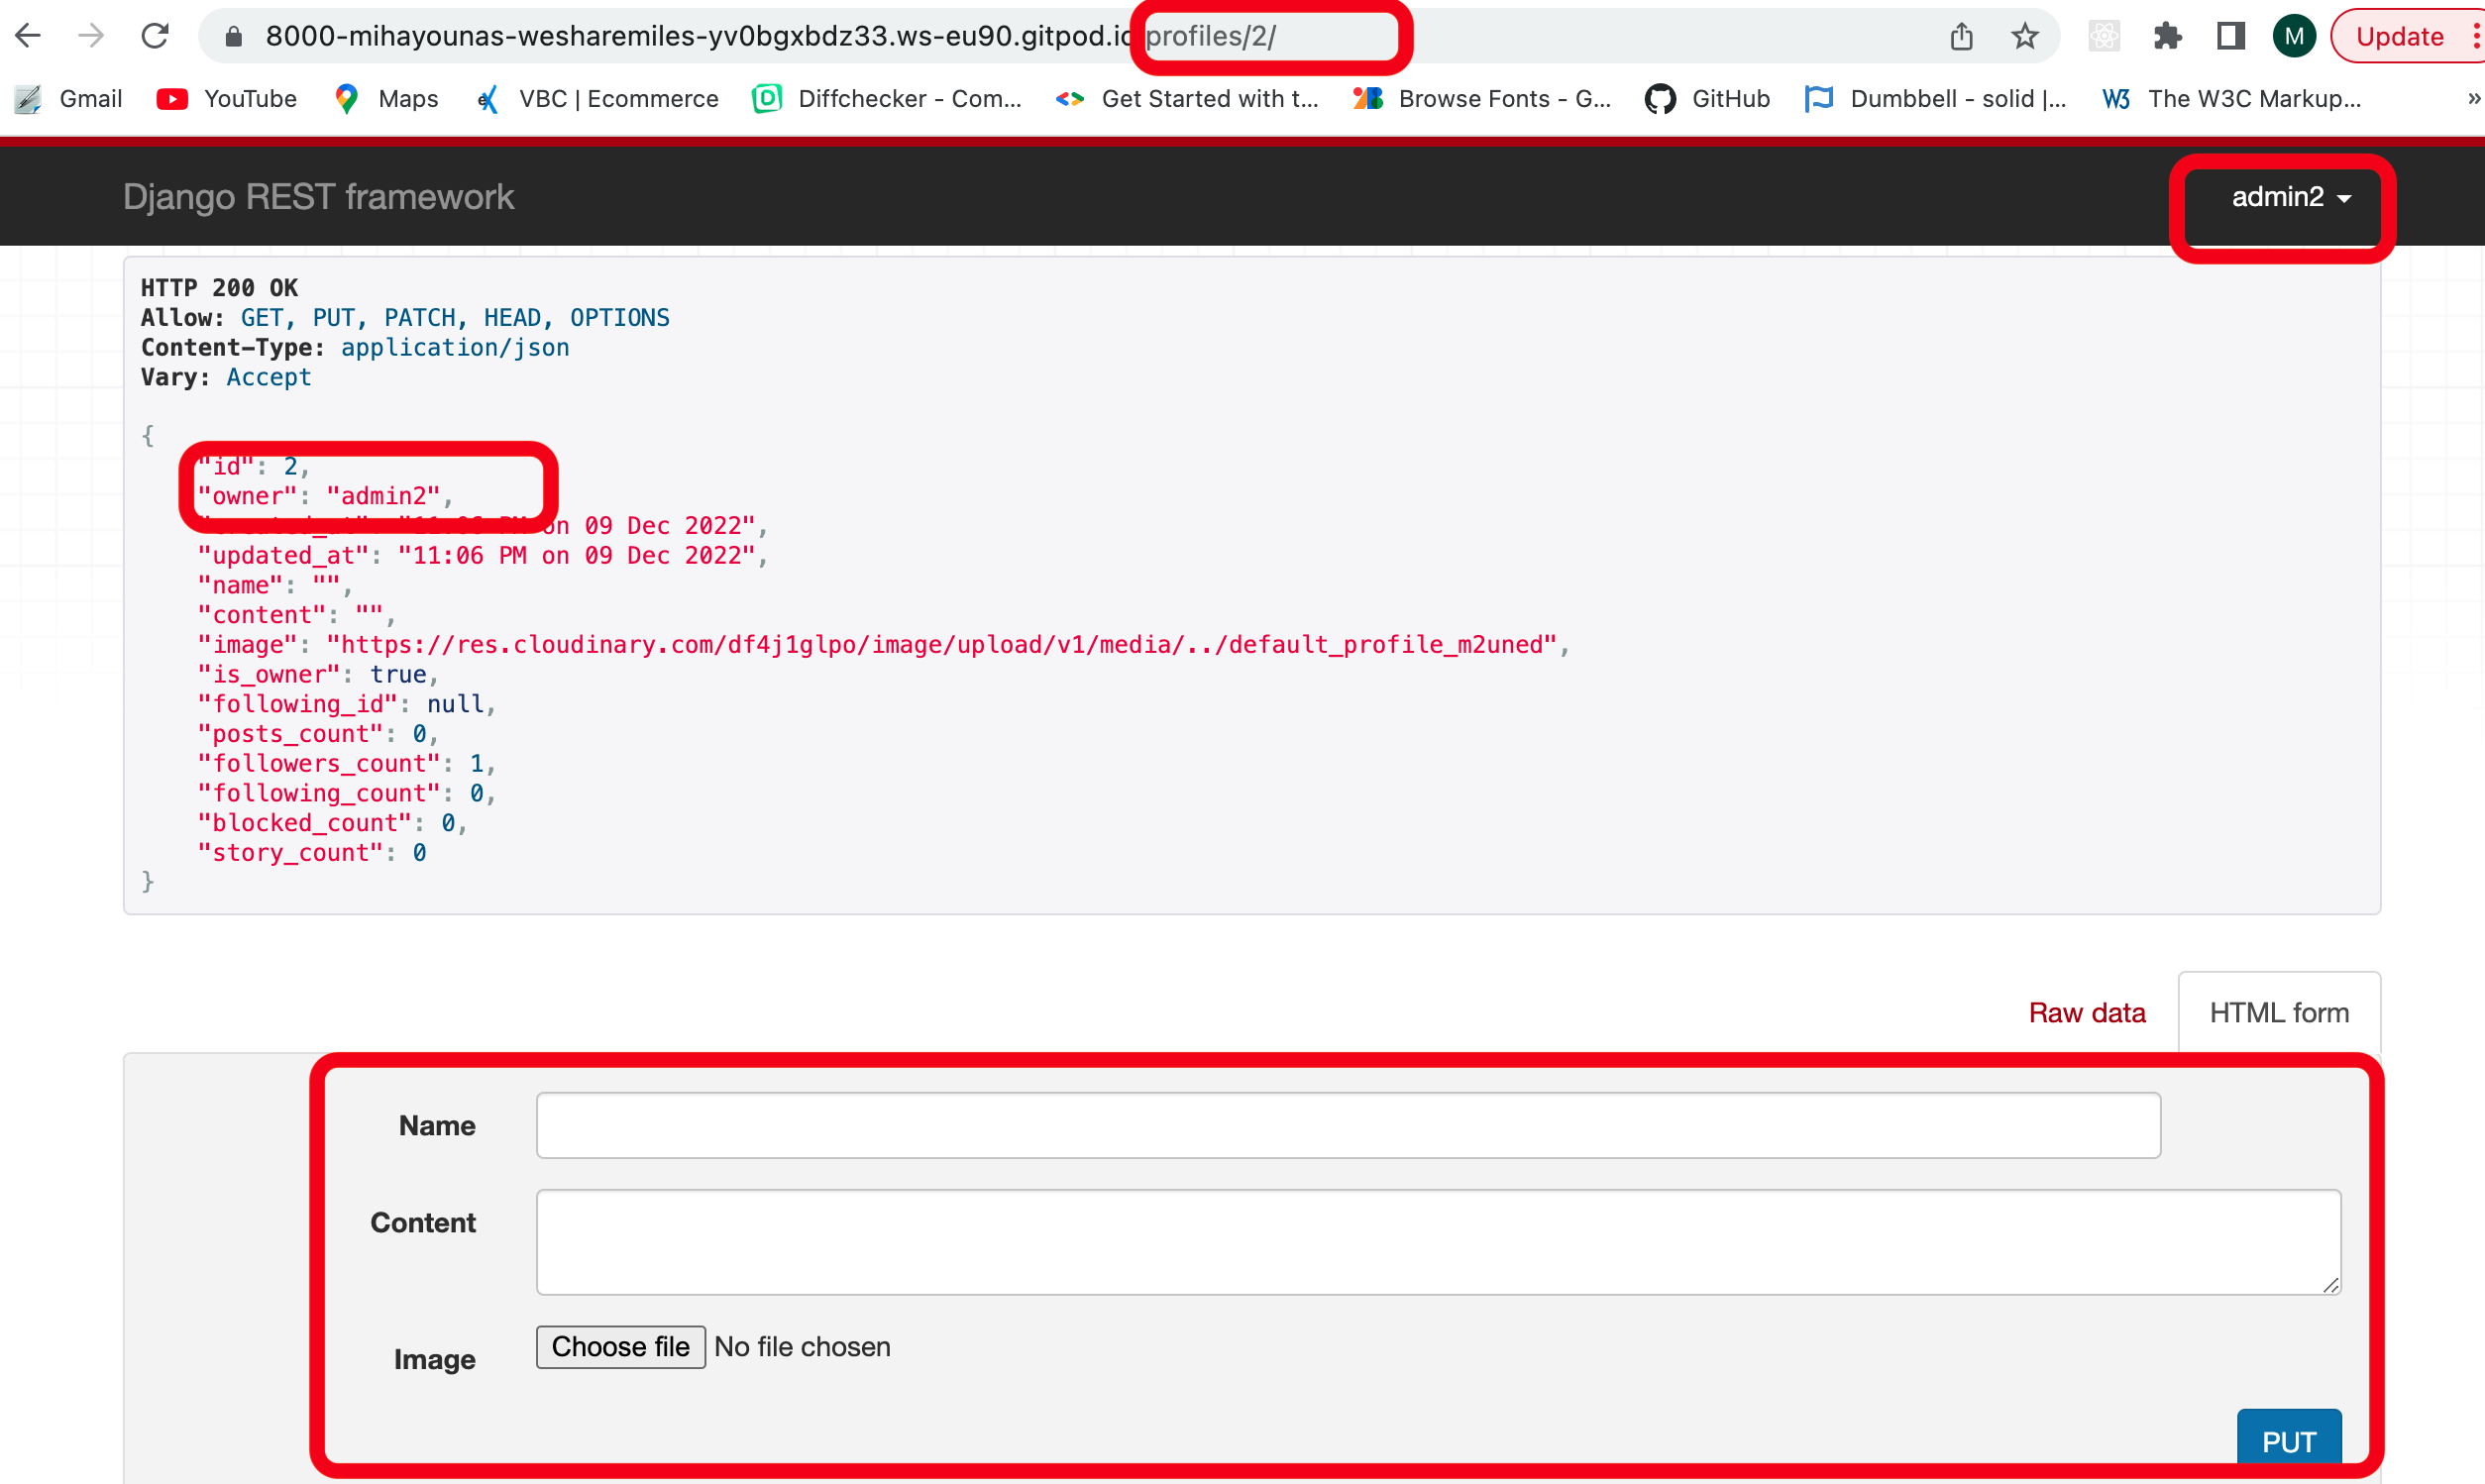 8000-mihayounas-wesharemiles-yv0bgxbdz33.ws-eu90.gitpod.io profiles/2/
M
Update
Gmail YouTube Maps VBC | Ecommerce Diffchecker - Com... Get Started with t... Browse Fonts - G... GitHub Dumbbell - solid |... The W3C Markup... »
Django REST framework
admin2
HTTP 200 OK
Allow: GET, PUT, PATCH, HEAD, OPTIONS
Content-Type: application/json
Vary: Accept
{
"id": 2,
"owner": "admin2",
on 09 Dec 2022",
"updated_at": "11:06 PM on 09 Dec 2022",
"name": "",
"content": "",
"image": "https://res.cloudinary.com/df4j1glpo/image/upload/v1/media/../default_profile_m2uned",
"is_owner": true,
"following_id": null,
"posts_count": 0,
"followers_count": 1,
"following_count": 0,
"blocked_count": 0,
"story_count": 0
}
Raw data
HTML form
Name
Content
Image Choose file No file chosen
PUT